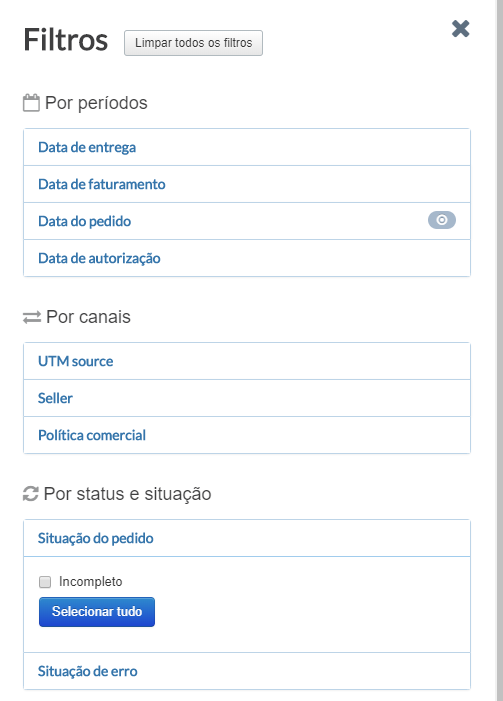 Filtros
Limpar todos os filtros
Por períodos
Data de entrega
Data de faturamento
Data do pedido
Data de autorização
Por canais
UTM source
Seller
Política comercial
Por status e situação
Situação do pedido
Incompleto
Selecionar tudo
Situação de erro